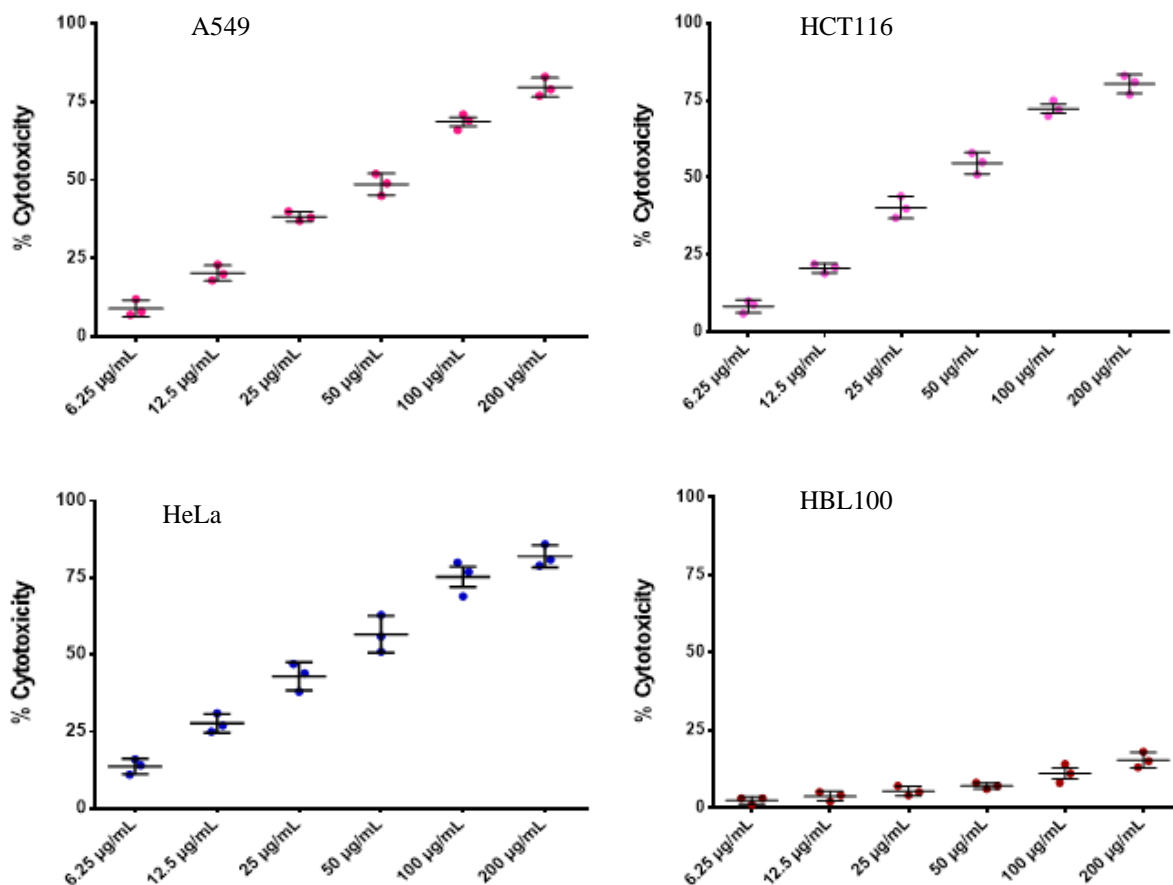 A549
% Cytotoxicity
100
75
50
25
0
6.25 µg/mL
12.5 µg/mL
25 µg/mL
50 µg/mL
100 µg/mL
200 µg/mL
HCT116
% Cytotoxicity
100
75
50
25
0
6.25 µg/mL
12.5 µg/mL
25 µg/mL
50 µg/mL
100 µg/mL
200 µg/mL
HeLa
% Cytotoxicity
100
75
50
25
0
6.25 µg/mL
12.5 µg/mL
25 µg/mL
50 µg/mL
100 µg/mL
200 µg/mL
HBL100
% Cytotoxicity
100
75
50
25
0
6.25 µg/mL
12.5 µg/mL
25 µg/mL
50 µg/mL
100 µg/mL
200 µg/mL